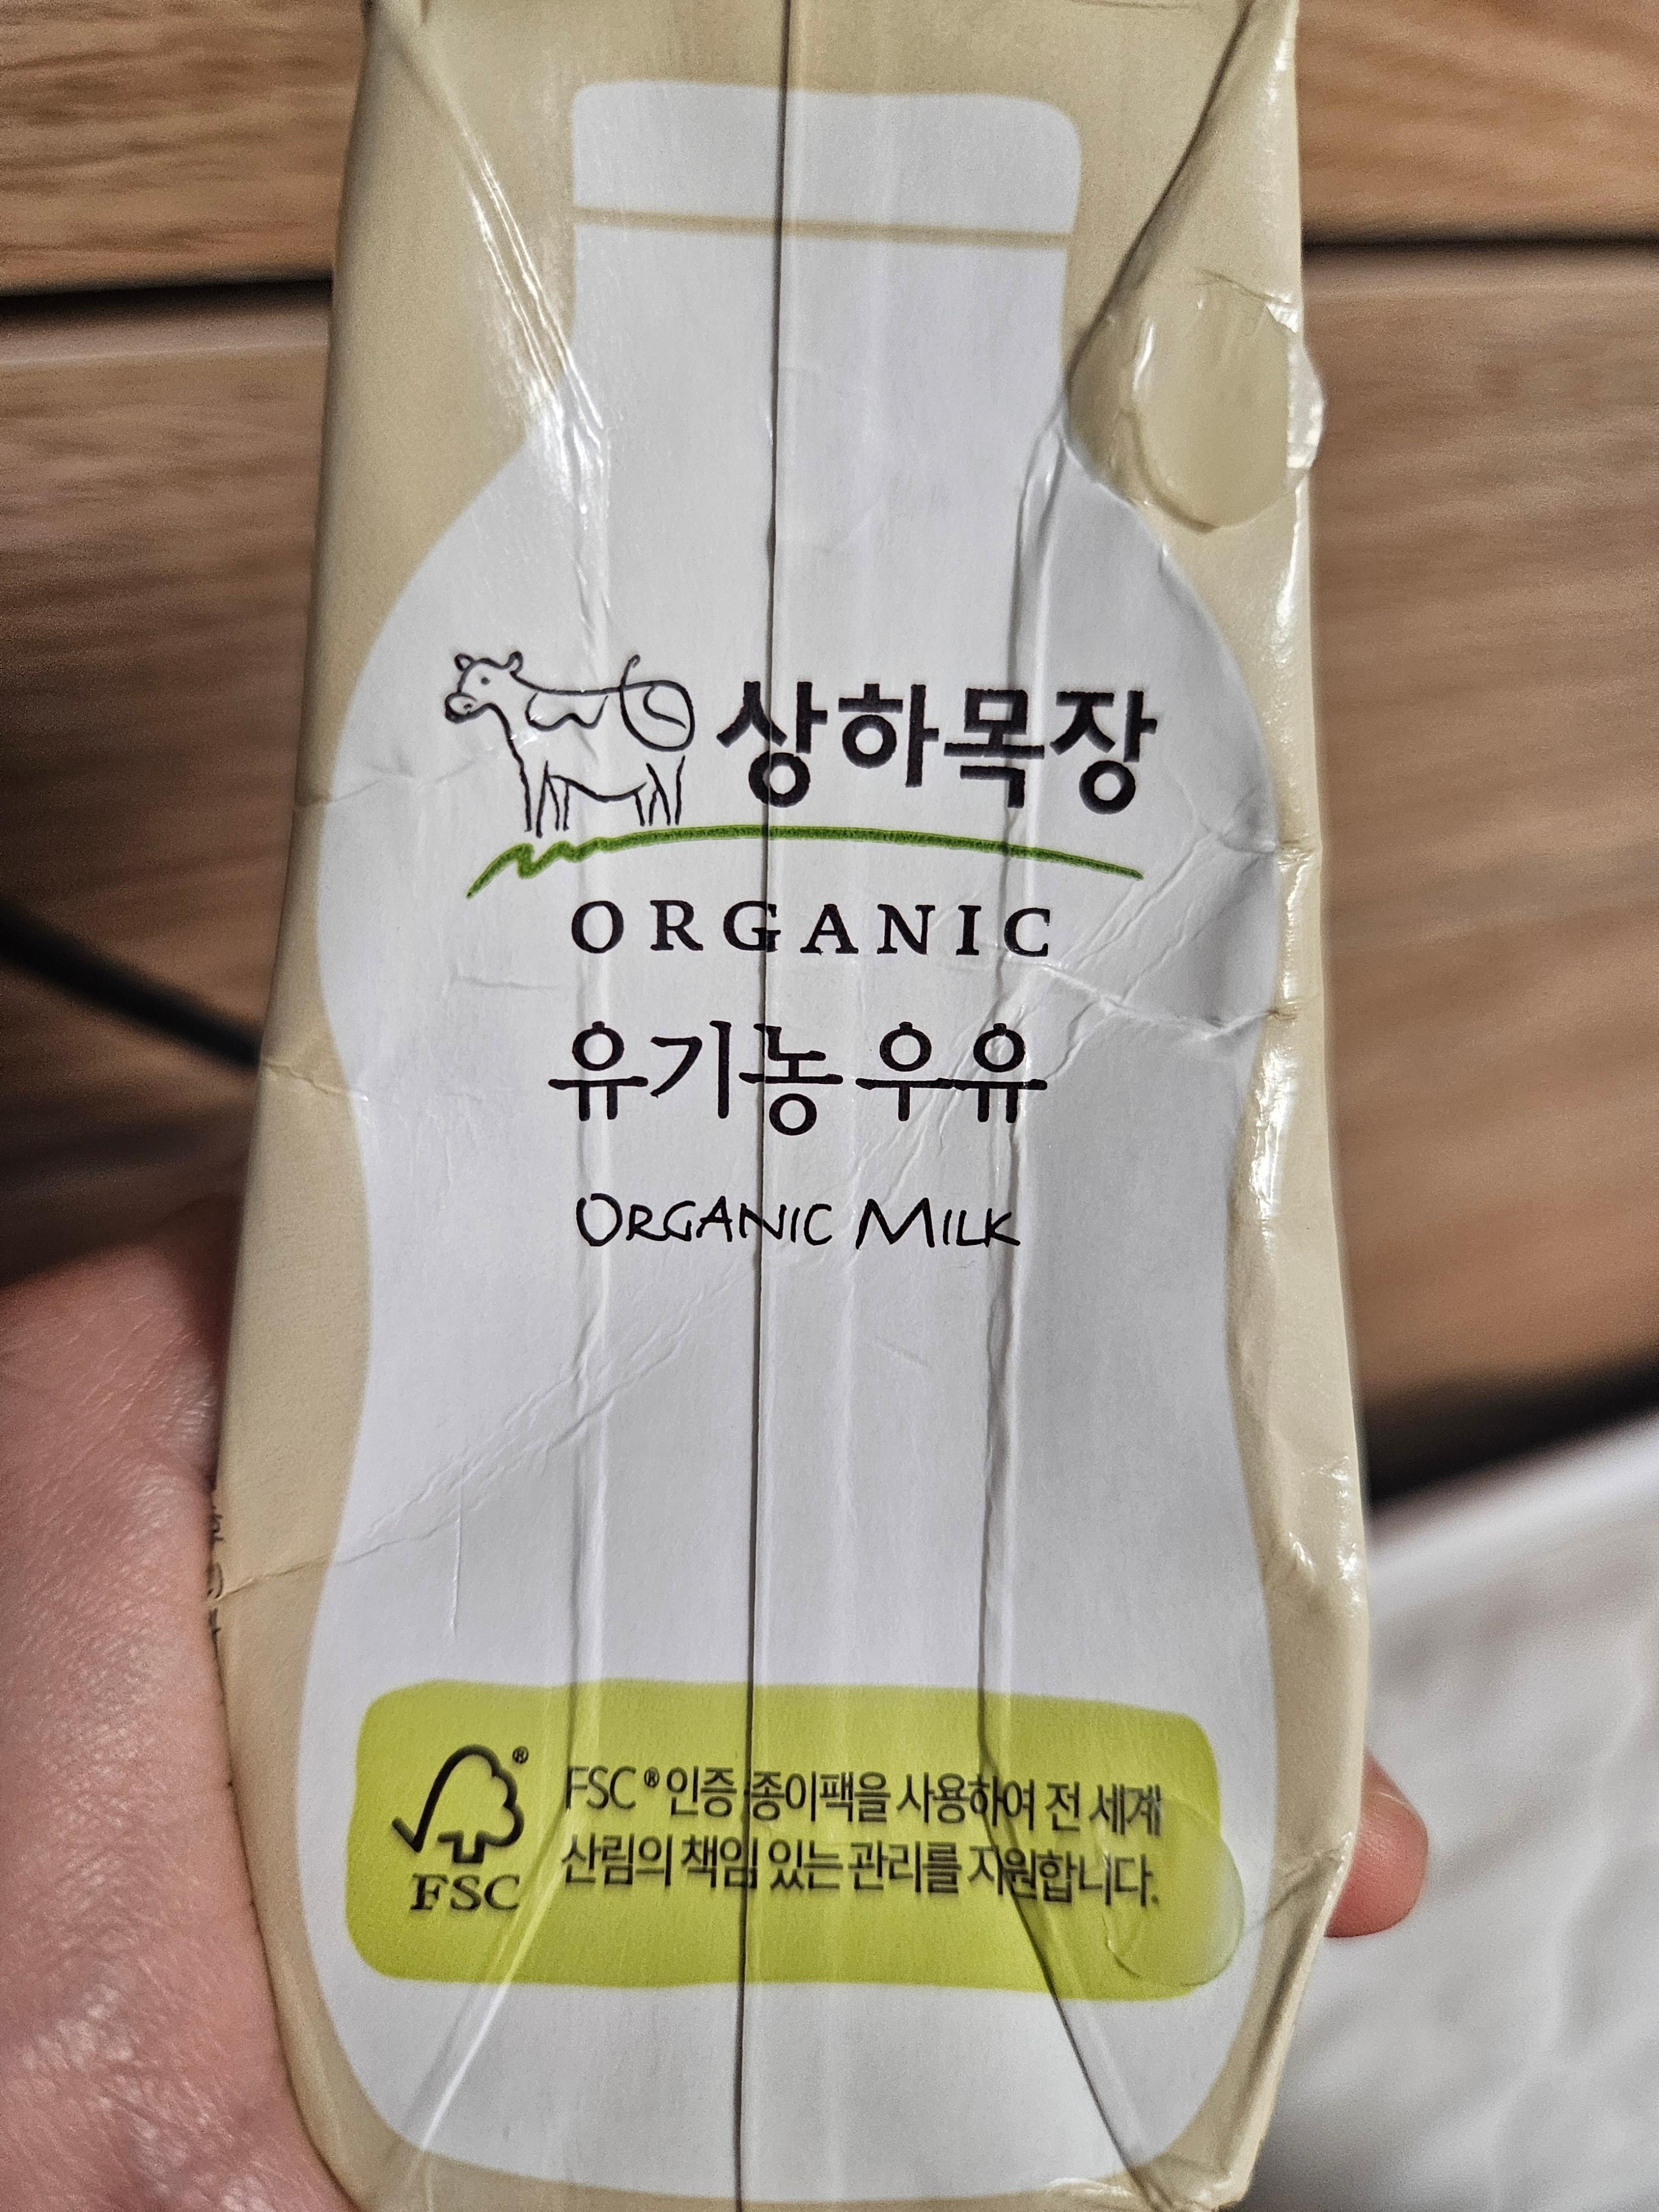 상하목장
ORGANIC
유기농 우유
ORGANIC MILK
FSC® 인증 종이팩을 사용하여 전 세계
산림의 책임 있는 관리를 지원합니다.
®
FSC